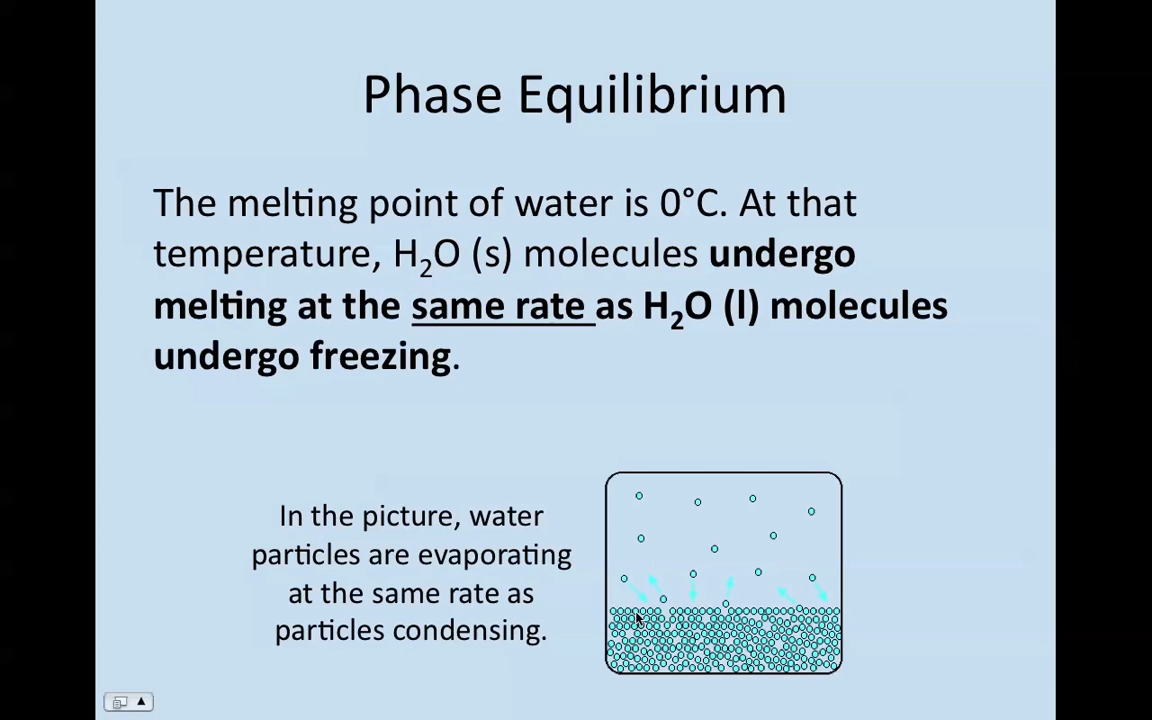 Phase Equilibrium
The melting point of water is 0°C. At that
temperature, H₂O (s) molecules undergo
melting at the same rate as H₂O (l) molecules
undergo freezing.
In the picture, water
particles are evaporating
at the same rate as
particles condensing.